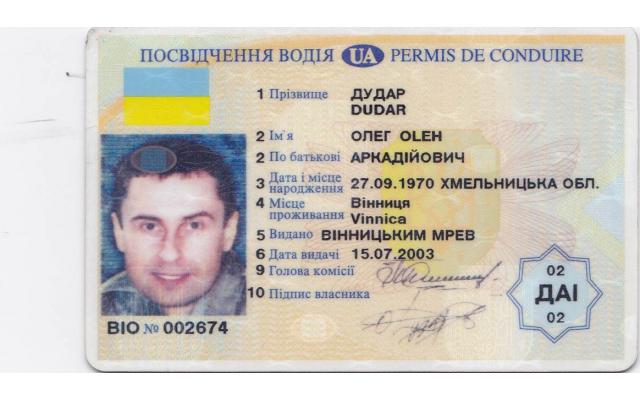 ПОСВІДЧЕННЯ ВОДІЯ UA PERMIS DE CONDUIRE
1 Прізвище ДУДАР
DUDAR
2 Ім'я ОЛЕГ OLEH
2 По батькові АРКАДІЙОВИЧ
3 Дата і місце народження 27.09.1970 ХМЕЛЬНИЦЬКА ОБЛ.
4 Місце проживання Вінниця
Vinnica
5 Видано ВІННИЦЬКИМ МРЕВ
6 Дата видачі 15.07.2003
9 Голова комісії
10 Підпис власника
02
ДАІ
02
ВІО № 002674